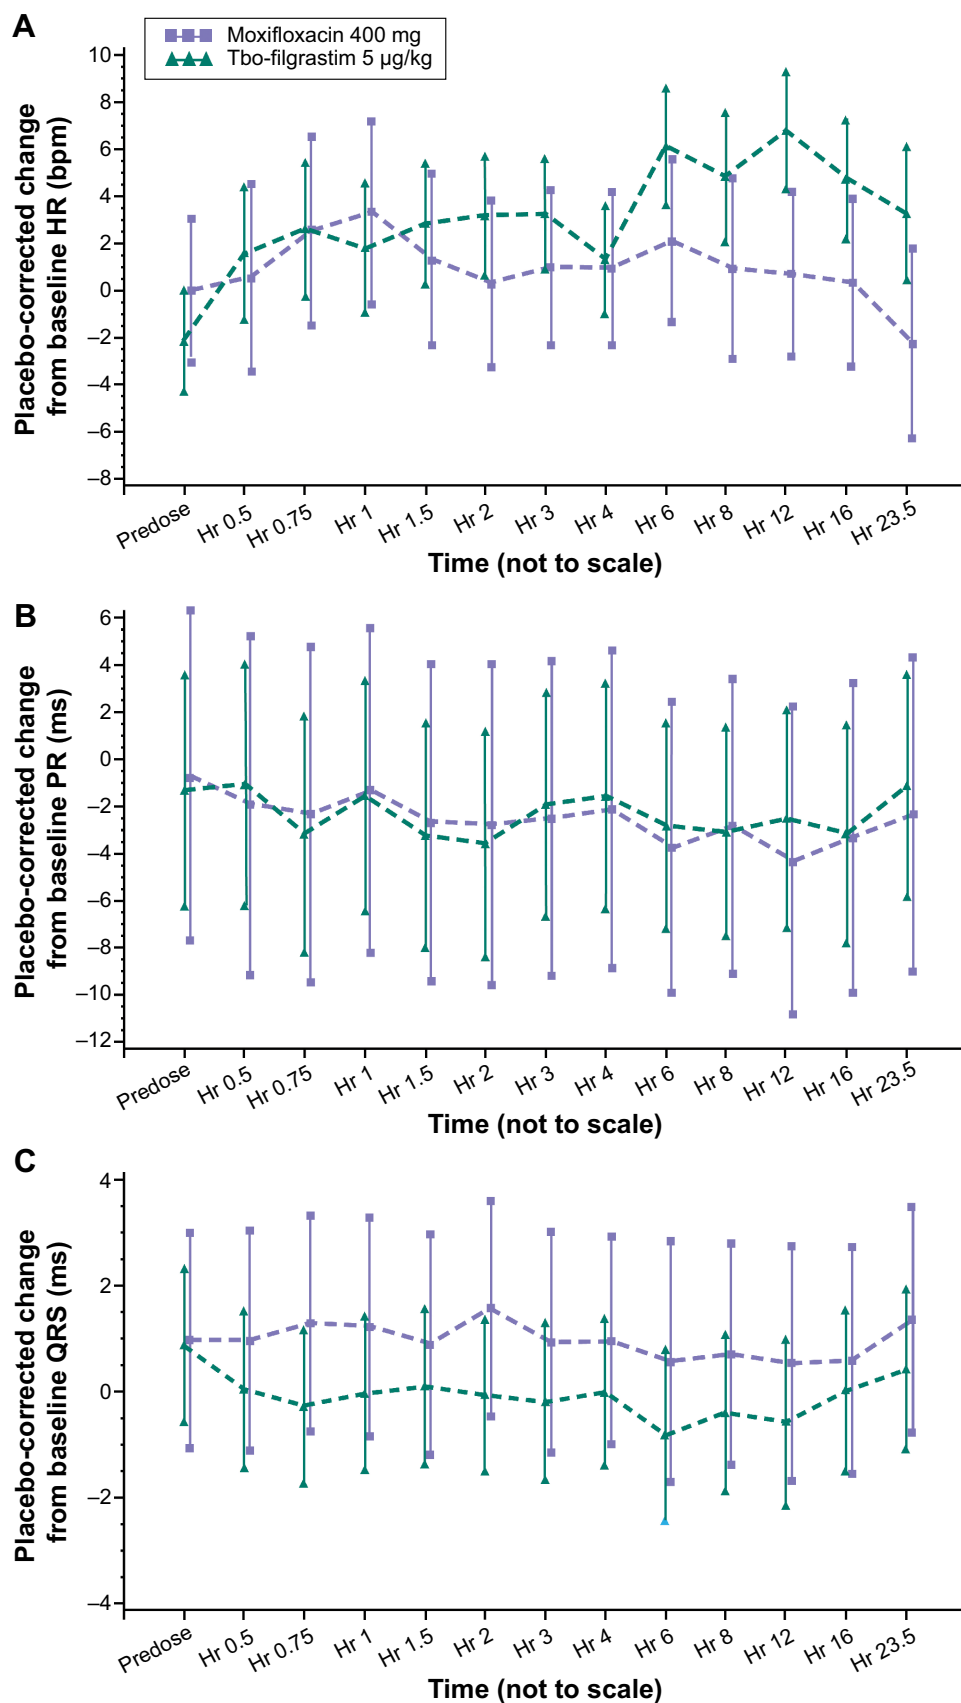 A
Moxifloxacin 400 mg
Tbo-filgrastim 5 µg/kg
Placebo-corrected change
from baseline HR (bpm)
10
8
6
4
2
0
–2
–4
–6
–8
Predose
Hr 0.5
Hr 0.75
Hr 1
Hr 1.5
Hr 2
Hr 3
Hr 4
Hr 6
Hr 8
Hr 12
Hr 16
Hr 23.5
Time (not to scale)
B
Placebo-corrected change
from baseline PR (ms)
6
4
2
0
–2
–4
–6
–8
–10
–12
Predose
Hr 0.5
Hr 0.75
Hr 1
Hr 1.5
Hr 2
Hr 3
Hr 4
Hr 6
Hr 8
Hr 12
Hr 16
Hr 23.5
Time (not to scale)
C
Placebo-corrected change
from baseline QRS (ms)
4
2
0
–2
–4
Predose
Hr 0.5
Hr 0.75
Hr 1
Hr 1.5
Hr 2
Hr 3
Hr 4
Hr 6
Hr 8
Hr 12
Hr 16
Hr 23.5
Time (not to scale)